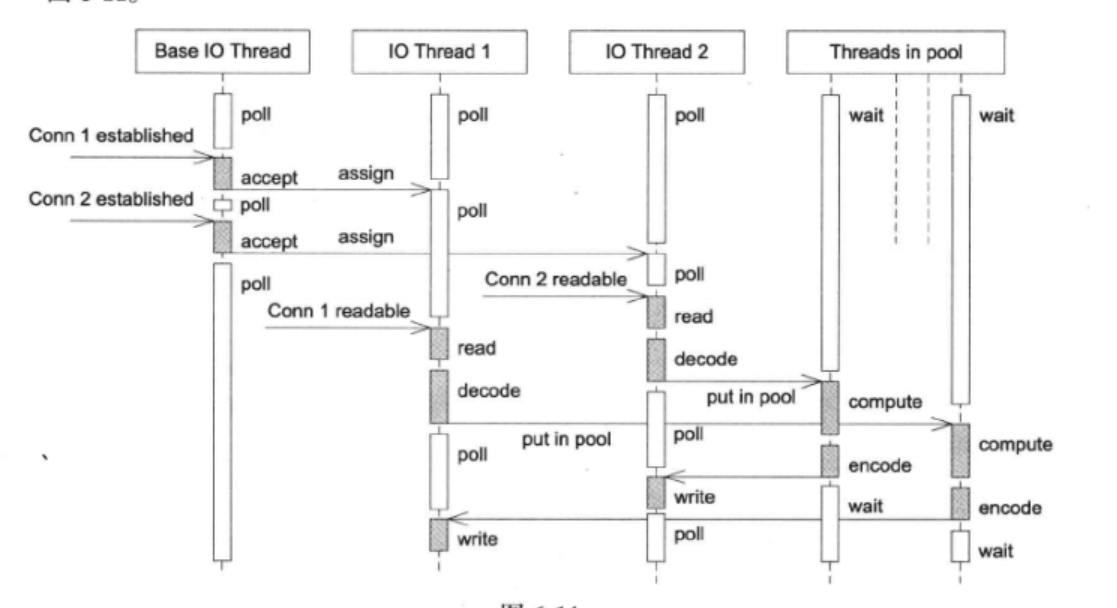 Base IO Thread
IO Thread 1
IO Thread 2
Threads in pool
poll
poll
poll
wait
wait
Conn 1 established
accept
assign
Conn 2 established
poll
poll
accept
assign
poll
poll
Conn 2 readable
Conn 1 readable
read
read
decode
decode
put in pool
compute
put in pool
poll
compute
poll
encode
write
wait
encode
poll
write
wait